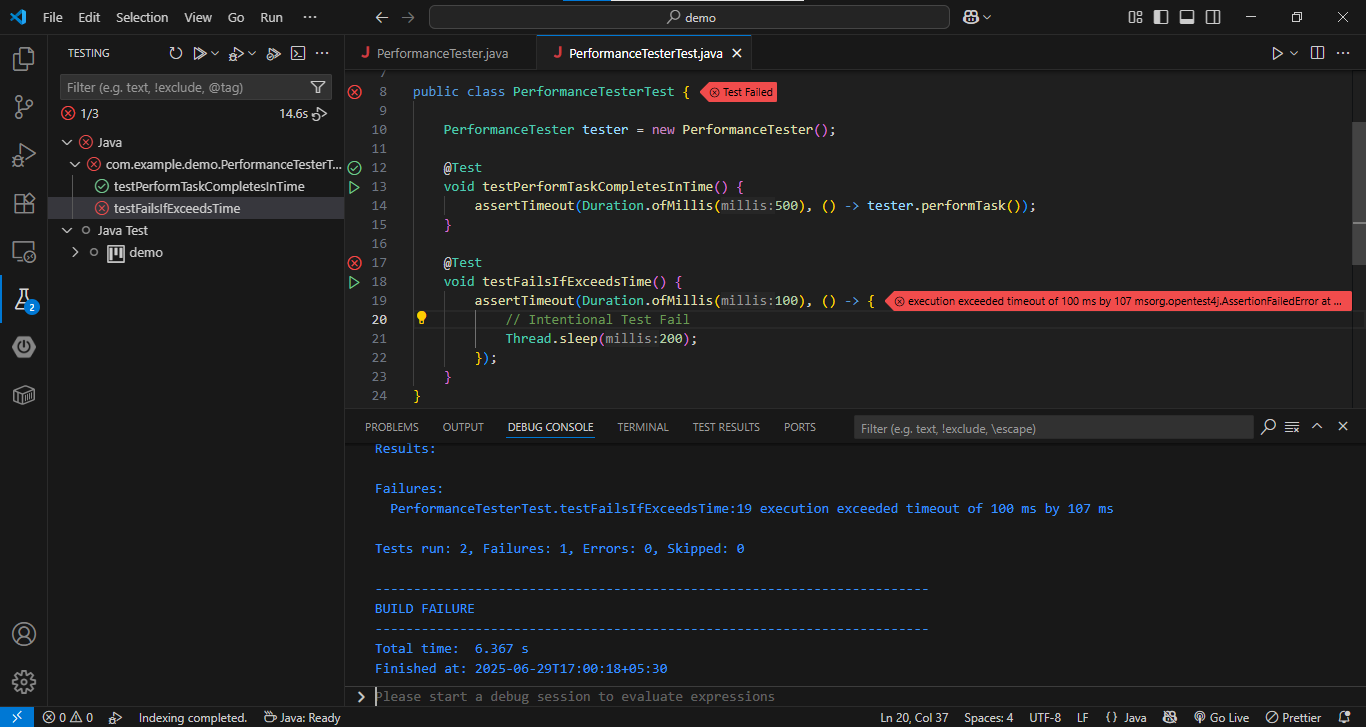 File Edit Selection View Go Run ··· demo
TESTING
Filter (e.g. text, !exclude, @tag)
1/3 14.6s
Java
com.example.demo.PerformanceTesterT...
testPerformTaskCompletesInTime
testFailsIfExceedsTime
Java Test
demo
2
J PerformanceTester.java J PerformanceTesterTest.java
7
8 public class PerformanceTesterTest { Test Failed
9
10 PerformanceTester tester = new PerformanceTester();
11
12 @Test
13 void testPerformTaskCompletesInTime() {
14 assertTimeout(Duration.ofMillis(millis:500), () -> tester.performTask());
15 }
16
17 @Test
18 void testFailsIfExceedsTime() {
19 assertTimeout(Duration.ofMillis(millis:100), () -> { execution exceeded timeout of 100 ms by 107 msorg.opentest4j.AssertionFailedError at ...
20 // Intentional Test Fail
21 Thread.sleep(millis:200);
22 });
23 }
24 }
PROBLEMS OUTPUT DEBUG CONSOLE TERMINAL TEST RESULTS PORTS Filter (e.g. text, !exclude, \escape)
Results:
Failures:
PerformanceTesterTest.testFailsIfExceedsTime:19 execution exceeded timeout of 100 ms by 107 ms
Tests run: 2, Failures: 1, Errors: 0, Skipped: 0
------------------------------------------------------------------------
BUILD FAILURE
------------------------------------------------------------------------
Total time: 6.367 s
Finished at: 2025-06-29T17:00:18+05:30
Please start a debug session to evaluate expressions
0 0 Indexing completed. Java: Ready Ln 20, Col 37 Spaces: 4 UTF-8 LF {} Java Go Live Prettier